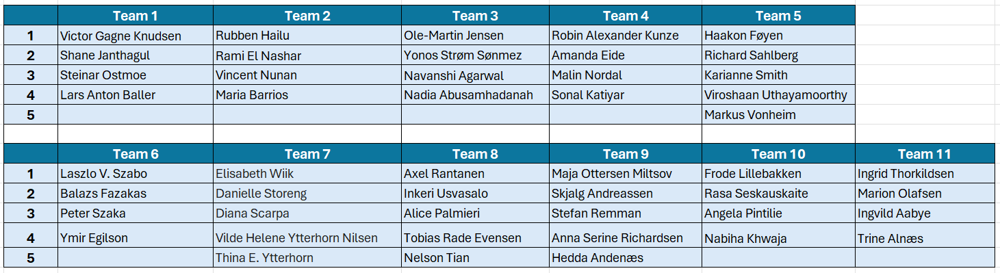 Team 1 Team 2 Team 3 Team 4 Team 5
1 Victor Gagne Knudsen Rubben Hailu Ole-Martin Jensen Robin Alexander Kunze Haakon Føyen
2 Shane Janthagul Rami El Nashar Yonos Strøm Sønmez Amanda Eide Richard Sahlberg
3 Steinar Ostmoe Vincent Nunan Navanshi Agarwal Malin Nordal Karianne Smith
4 Lars Anton Baller Maria Barrios Nadia Abusamhadanah Sonal Katiyar Viroshaan Uthayamoorthy
5 Markus Vonheim
Team 6 Team 7 Team 8 Team 9 Team 10 Team 11
1 Laszlo V. Szabo Elisabeth Wiik Axel Rantanen Maja Ottersen Miltsov Frode Lillebakken Ingrid Thorkildsen
2 Balazs Fazakas Danielle Storeng Inkeri Usvasalo Skjalg Andreassen Rasa Seskauskaite Marion Olafsen
3 Peter Szaka Diana Scarpa Alice Palmieri Stefan Remman Angela Pintilie Ingvild Aabye
4 Ymir Egilson Vilde Helene Ytterhorn Nilsen Tobias Rade Evensen Anna Serine Richardsen Nabiha Khwaja Trine Alnæs
5 Thina E. Ytterhorn Nelson Tian Hedda Andenæs